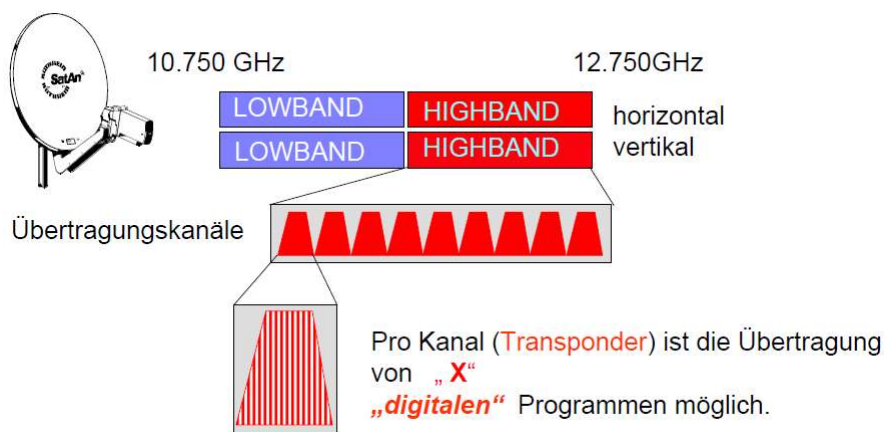 10.750 GHz
12.750GHz
SatAn
LOWBAND
HIGHBAND
horizontal
LOWBAND
HIGHBAND
vertikal
Übertragungskanäle
Pro Kanal (Transponder) ist die Übertragung
von „ X“
„digitalen“ Programmen möglich.